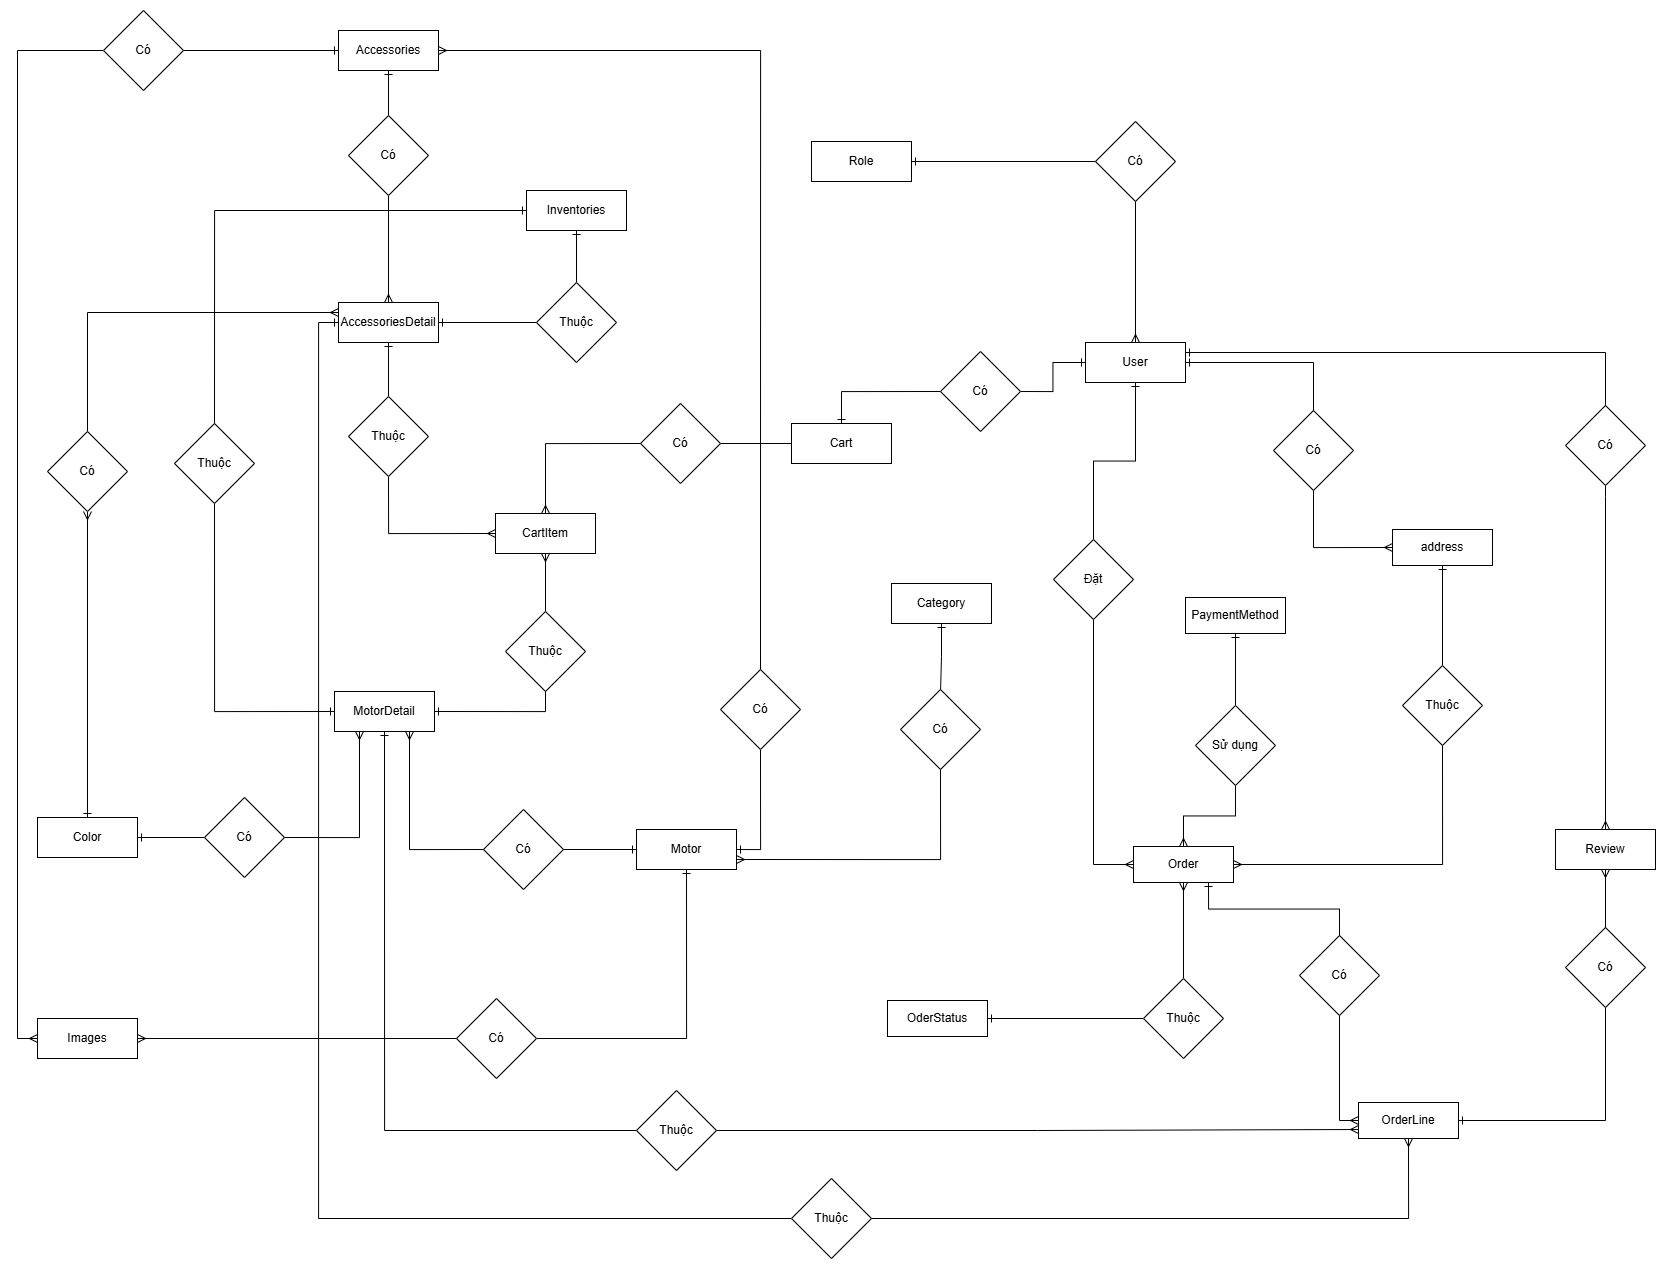 Có
Accessories
Có
Role
Có
Inventories
AccessoriesDetail
Thuộc
User
Có
Thuộc
Có
Cart
Có
Có
Có
Thuộc
CartItem
address
Đặt
Category
PaymentMethod
Thuộc
MotorDetail
Có
Có
Sử dụng
Thuộc
Color
Có
Có
Motor
Order
Review
Có
Có
Images
Có
OderStatus
Thuộc
OrderLine
Thuộc
Thuộc
Có